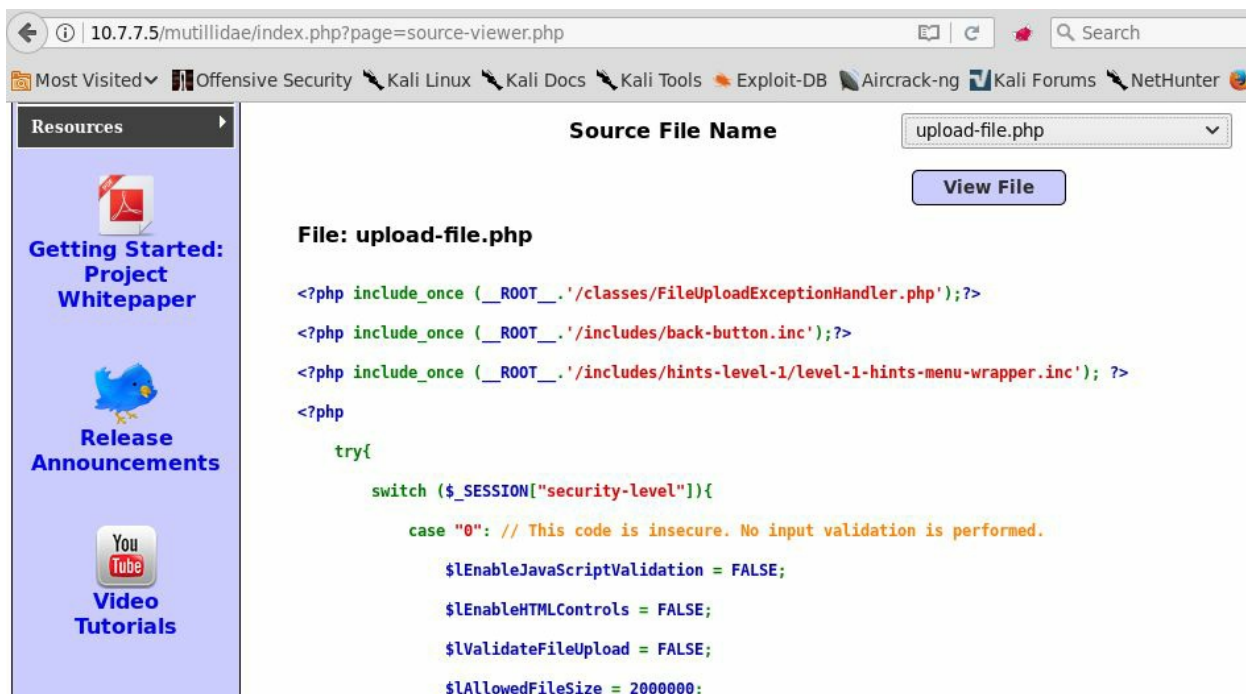 10.7.7.5/mutillidae/index.php?page=source-viewer.php
Search
Most Visited Offensive Security Kali Linux Kali Docs Kali Tools Exploit-DB Aircrack-ng Kali Forums NetHunter
Resources
Source File Name
upload-file.php
View File
Getting Started:
Project
Whitepaper
File: upload-file.php
<?php include_once (__ROOT__.'/classes/FileUploadExceptionHandler.php');?>
<?php include_once (__ROOT__.'/includes/back-button.inc');?>
<?php include_once (__ROOT__.'/includes/hints-level-1/level-1-hints-menu-wrapper.inc'); ?>
<?php
try{
switch ($_SESSION["security-level"]){
case "0": // This code is insecure. No input validation is performed.
$lEnableJavaScriptValidation = FALSE;
$lEnableHTMLControls = FALSE;
$lValidateFileUpload = FALSE;
$lAllowedFileSize = 2000000;
Release
Announcements
You
Tube
Video
Tutorials